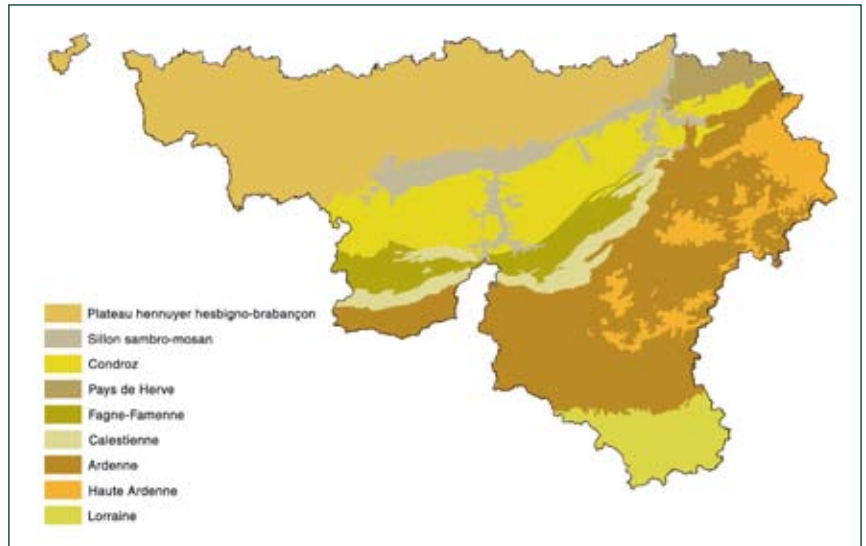 Plateau hennuyer hesbigno-brabançon
Sillon sambro-mosan
Condroz
Pays de Herve
Fagne-Famenne
Calestienne
Ardenne
Haute Ardenne
Lorraine